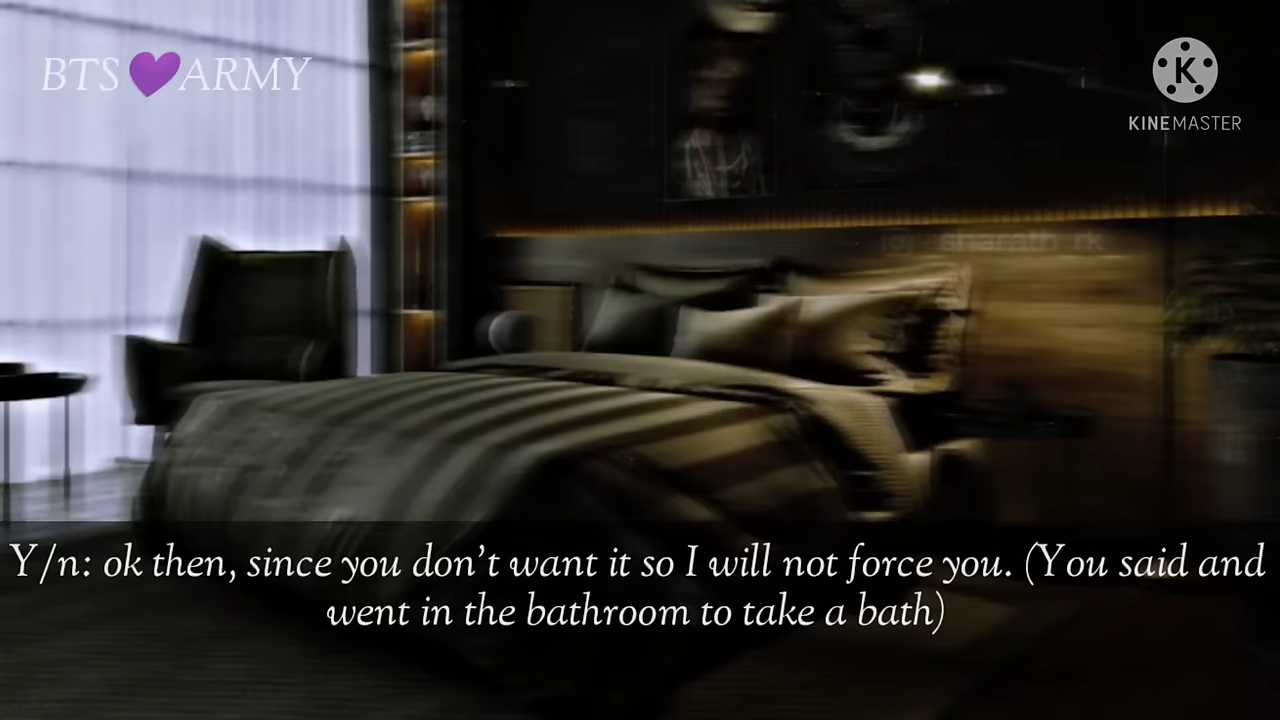 BTS💜ARMY
K
KINEMASTER
sharath_rk
Y/n: ok then, since you don't want it so I will not force you. (You said and
went in the bathroom to take a bath)